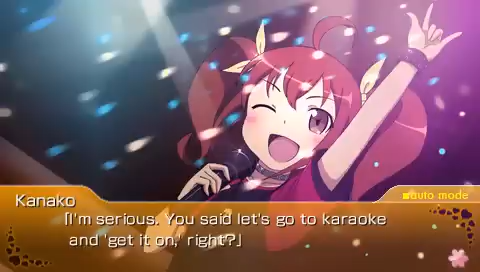 Kanako
■auto mode
「I'm serious. You said let's go to karaoke
and 'get it on,' right?」